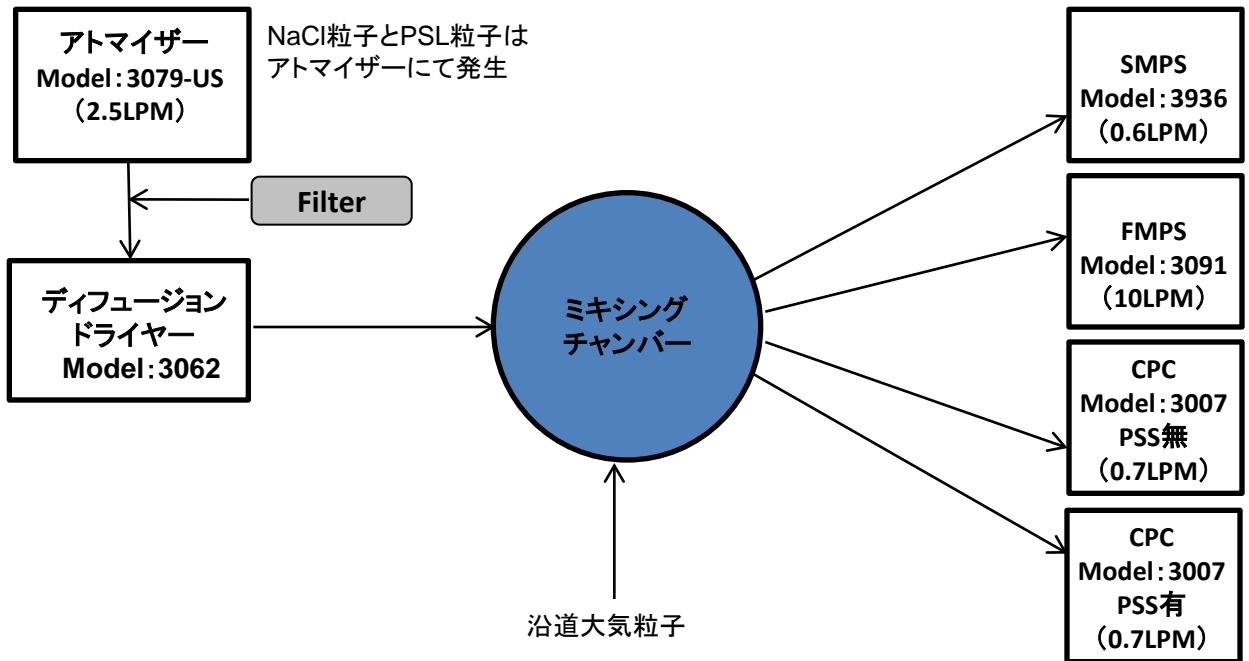 アトマイザー
Model：3079-US
（2.5LPM）
NaCl粒子とPSL粒子は
アトマイザーにて発生
Filter
ディフュージョン
ドライヤー
Model：3062
ミキシング
チャンバー
沿道大気粒子
SMPS
Model：3936
（0.6LPM）
FMPS
Model：3091
（10LPM）
CPC
Model：3007
PSS無
（0.7LPM）
CPC
Model：3007
PSS有
（0.7LPM）